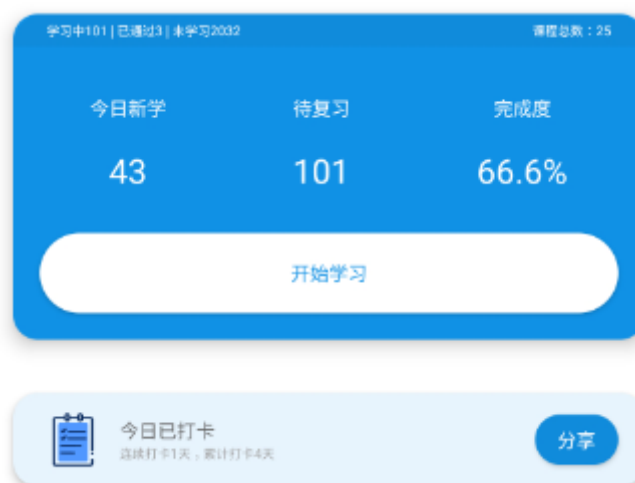 学习中101 | 已通过3 | 未学习2032
课程总数：25
今日新学 待复习 完成度
43 101 66.6%
开始学习
今日已打卡
连续打卡1天，累计打卡4天
分享